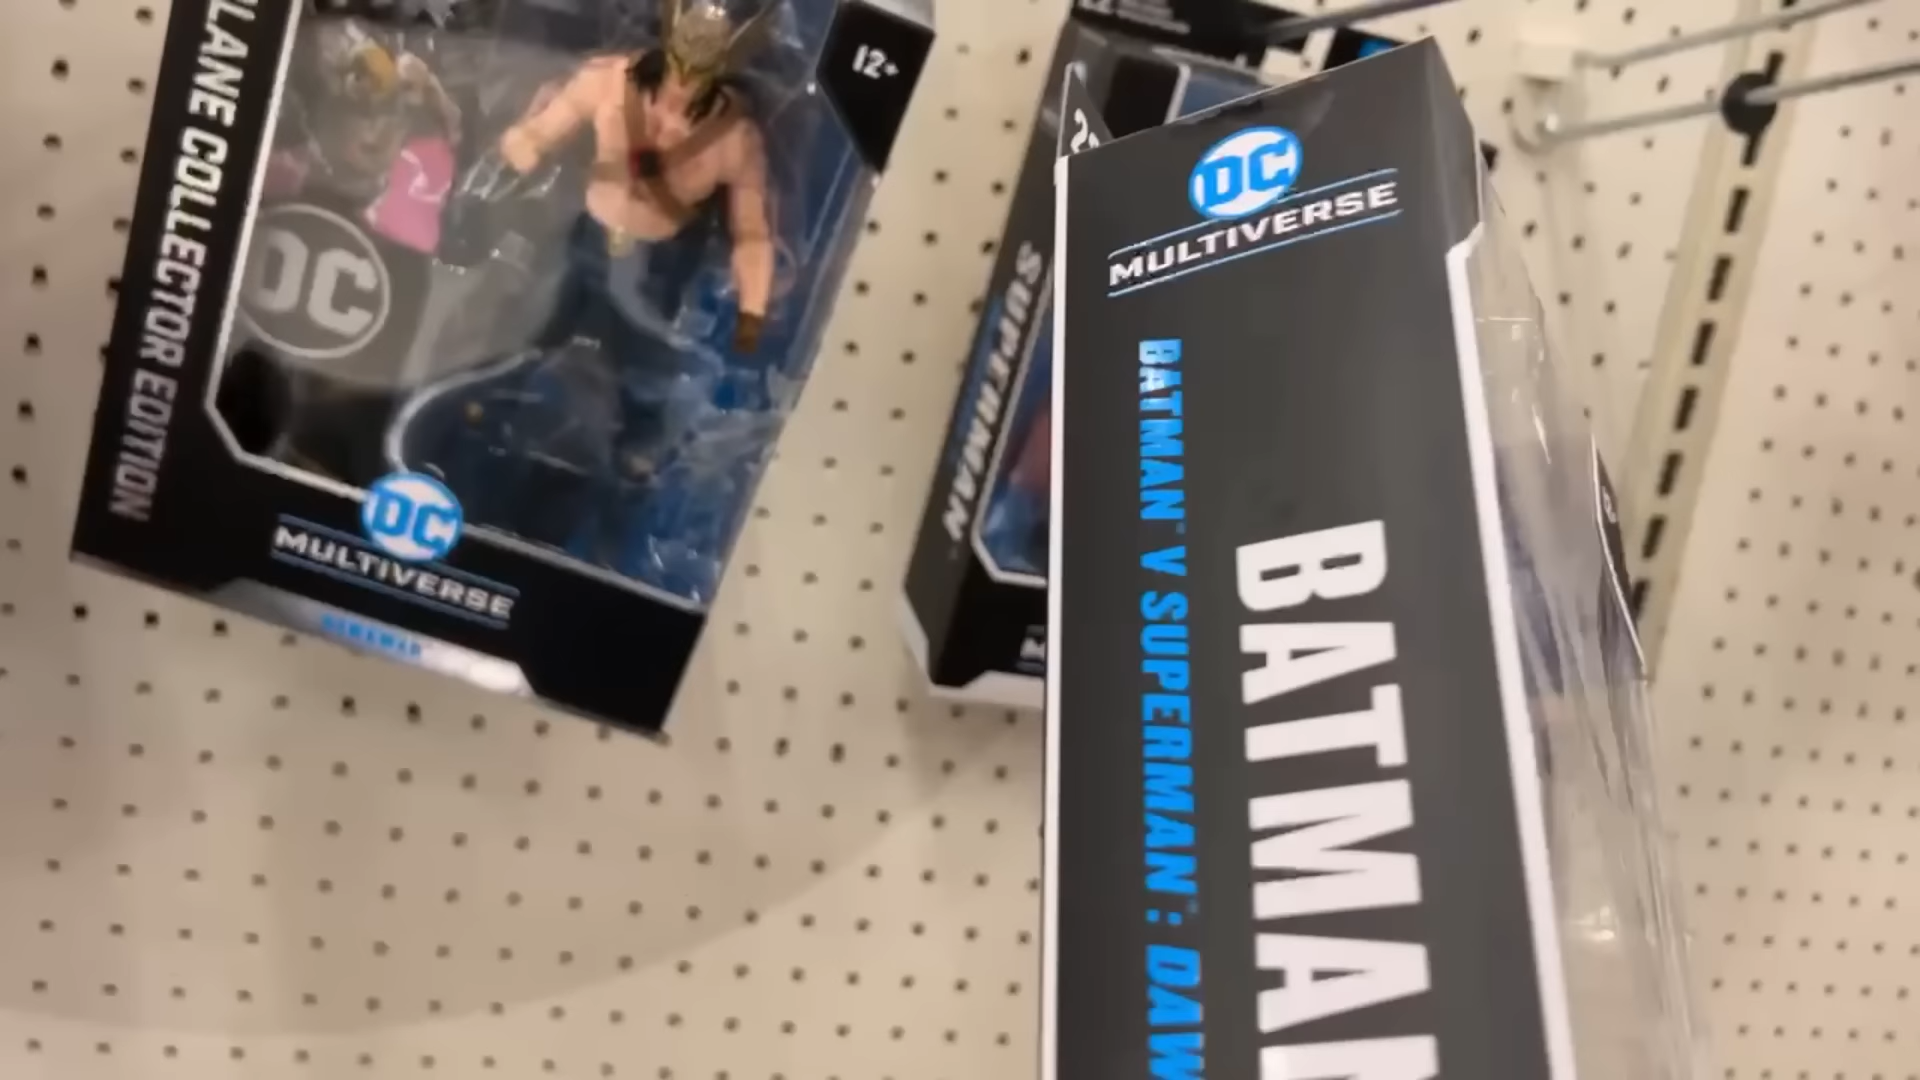 LANE COLLECTOR EDITION
12+
DC
DC
MULTIVERSE
SUPERMAN
DC
MULTIVERSE
BATMAN V SUPERMAN: DAW
BATMAN